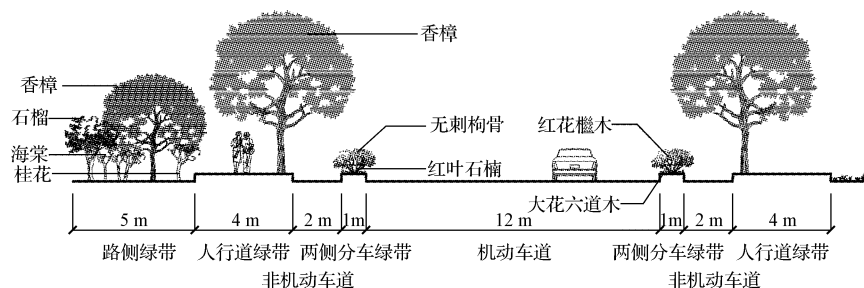 香樟
香樟
石榴
海棠
桂花
无刺枸骨
红叶石楠
红花檵木
大花六道木
5 m
4 m
2 m
1m
12 m
1m
2 m
4 m
路侧绿带
人行道绿带
两侧分车绿带
机动车道
两侧分车绿带
人行道绿带
非机动车道
非机动车道